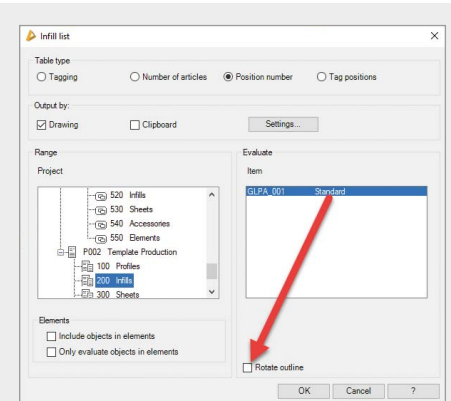 Infill list
Table type
Tagging Number of articles Position number Tag positions
Output by:
Drawing Clipboard Settings...
Range
Project
520 Infills
530 Sheets
540 Accessories
550 Elements
P002 Template Production
100 Profiles
200 Infills
300 Sheets
Elements
Include objects in elements
Only evaluate objects in elements
Evaluate
Item
GLPA_001 Standard
Rotate outline
OK Cancel ?